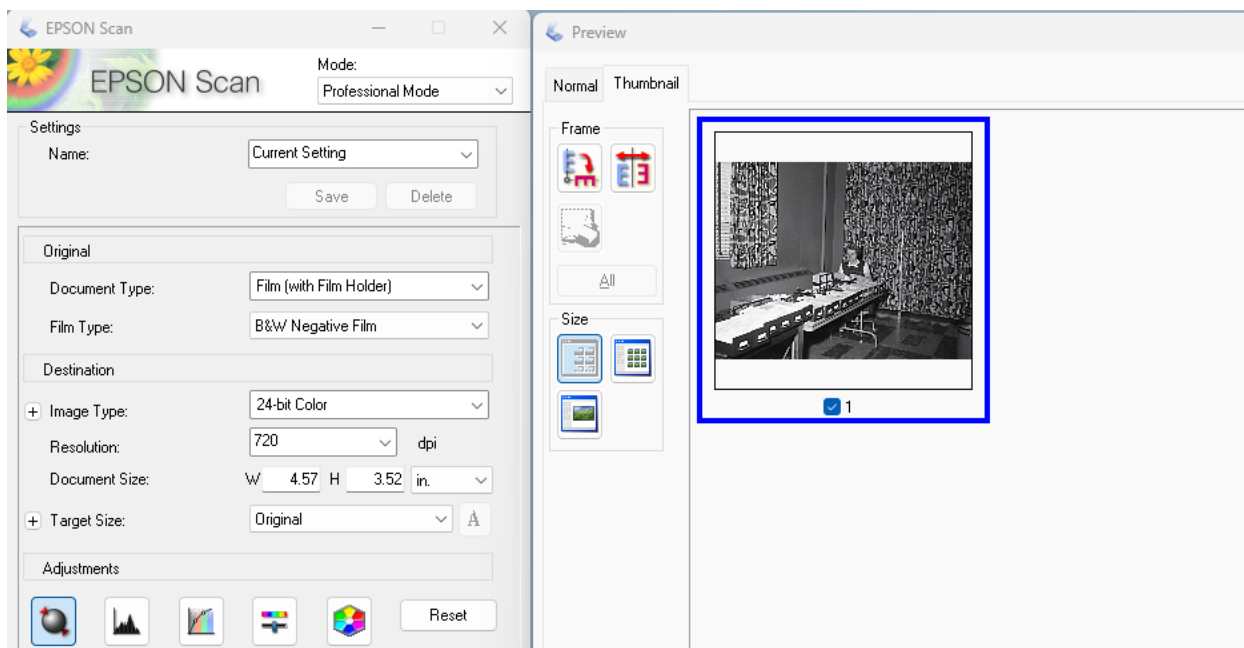 EPSON Scan
EPSON Scan
Mode:
Professional Mode
Settings
Name:
Current Setting
Save
Delete
Original
Document Type:
Film (with Film Holder)
Film Type:
B&W Negative Film
Destination
+ Image Type:
24-bit Color
Resolution:
720
dpi
Document Size:
W 4.57 H 3.52 in.
+ Target Size:
Original
A
Adjustments
Reset
Preview
Normal
Thumbnail
Frame
All
Size
1